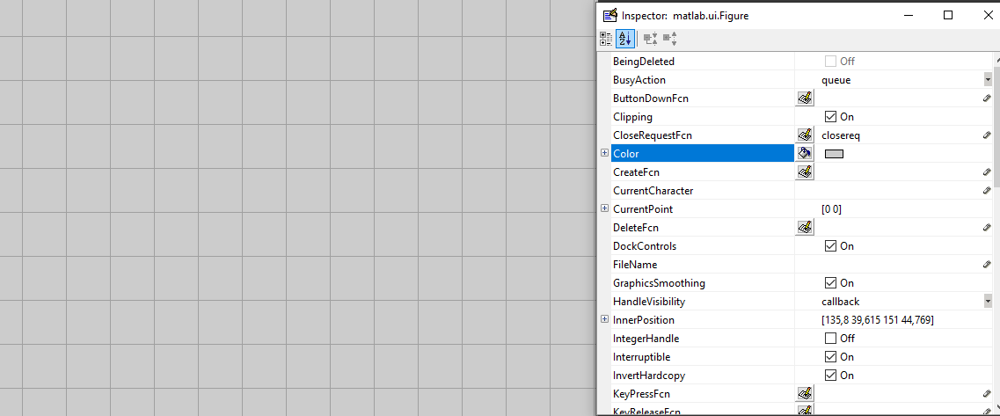 Inspector: matlab.ui.Figure
BeingDeleted Off
BusyAction queue
ButtonDownFcn
Clipping On
CloseRequestFcn closereq
Color
CreateFcn
CurrentCharacter
CurrentPoint [0 0]
DeleteFcn
DockControls On
FileName
GraphicsSmoothing On
HandleVisibility callback
InnerPosition [135,8 39,615 151 44,769]
IntegerHandle Off
Interruptible On
InvertHardcopy On
KeyPressFcn
KeyReleaseFcn